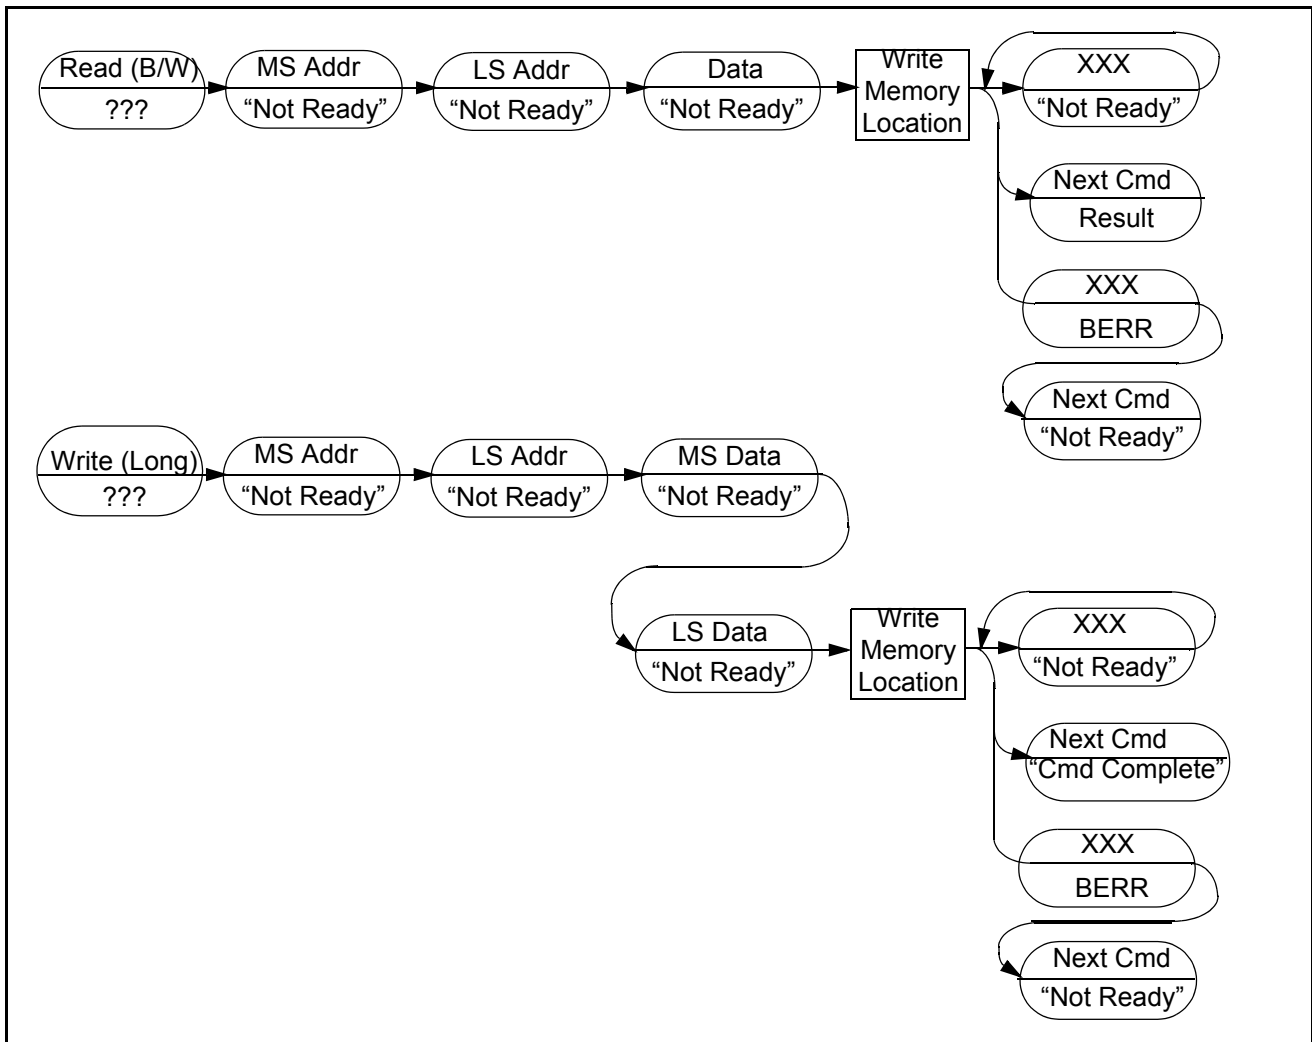 Read (B/W)
???
MS Addr
“Not Ready”
LS Addr
“Not Ready”
Data
“Not Ready”
Write
Memory
Location
XXX
“Not Ready”
Next Cmd
Result
XXX
BERR
Next Cmd
“Not Ready”
Write (Long)
???
MS Addr
“Not Ready”
LS Addr
“Not Ready”
MS Data
“Not Ready”
LS Data
“Not Ready”
Write
Memory
Location
XXX
“Not Ready”
Next Cmd
“Cmd Complete”
XXX
BERR
Next Cmd
“Not Ready”